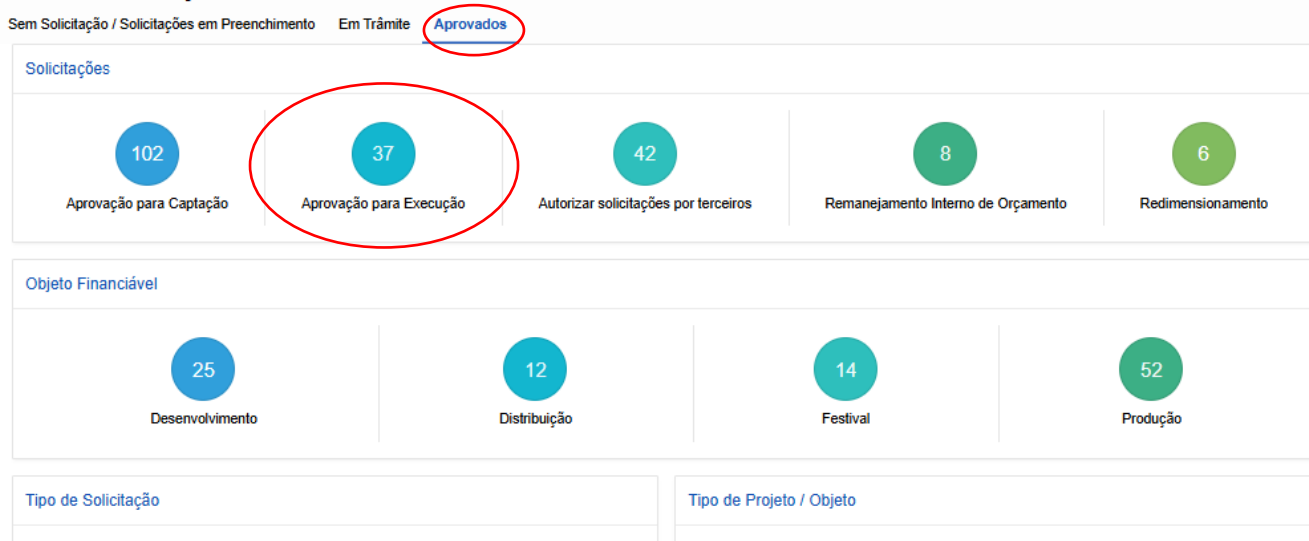 Sem Solicitação / Solicitações em Preenchimento Em Trâmite Aprovados
Solicitações
102 37 42 8 6
Aprovação para Captação Aprovação para Execução Autorizar solicitações por terceiros Remanejamento Interno de Orçamento Redimensionamento
Objeto Financiável
25 12 14 52
Desenvolvimento Distribuição Festival Produção
Tipo de Solicitação Tipo de Projeto / Objeto